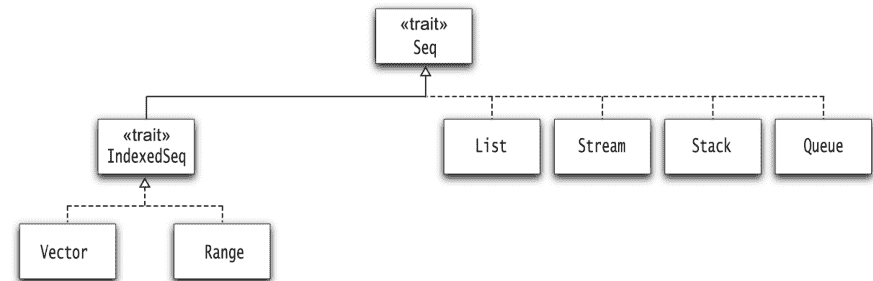 «trait»
Seq
«trait»
IndexedSeq
List
Stream
Stack
Queue
Vector
Range